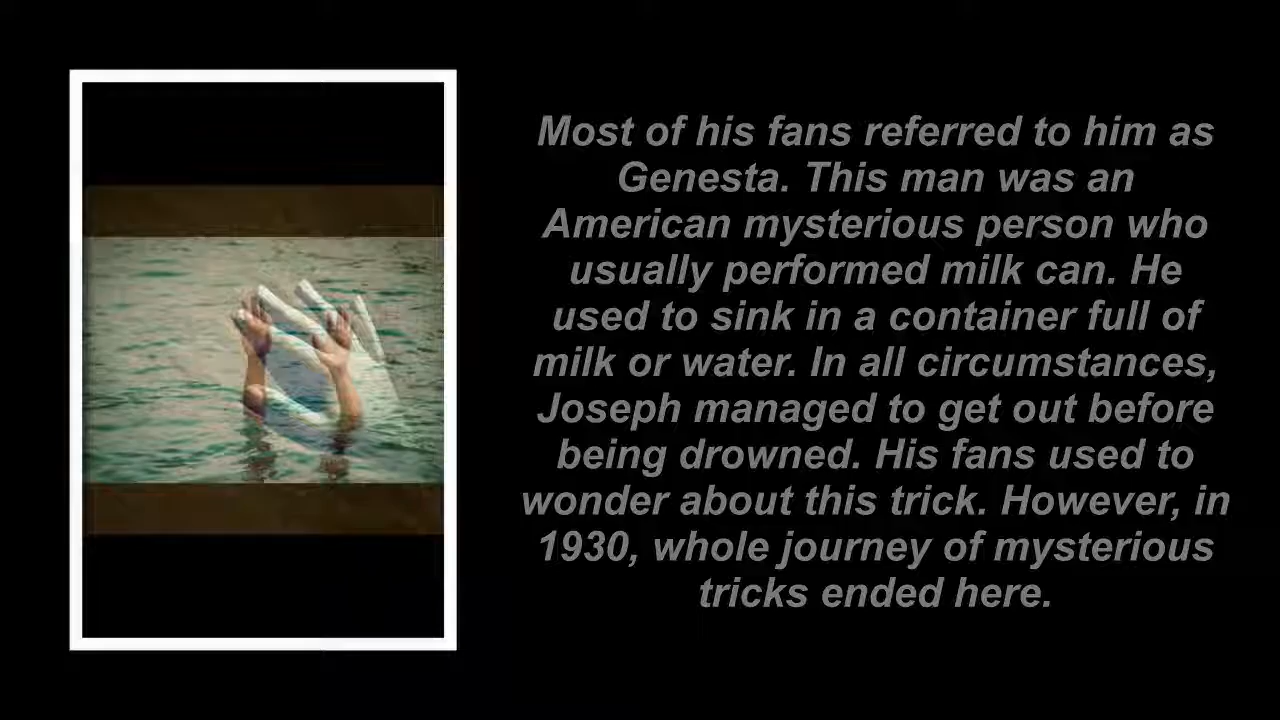 Most of his fans referred to him as
Genesta. This man was an
American mysterious person who
usually performed milk can. He
used to sink in a container full of
milk or water. In all circumstances,
Joseph managed to get out before
being drowned. His fans used to
wonder about this trick. However, in
1930, whole journey of mysterious
tricks ended here.